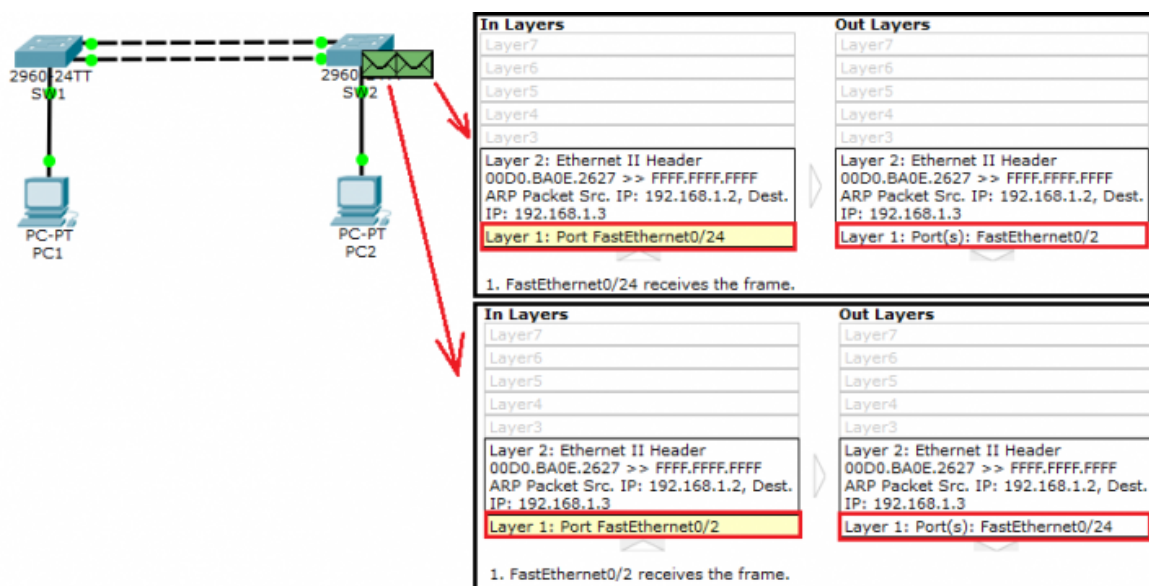 2960-24TT
SW1
SW2
PC-PT
PC1
PC-PT
PC2
In Layers
Layer7
Layer6
Layer5
Layer4
Layer3
Layer 2: Ethernet II Header
00D0.BA0E.2627 >> FFFF.FFFF.FFFF
ARP Packet Src. IP: 192.168.1.2, Dest.
IP: 192.168.1.3
Layer 1: Port FastEthernet0/24
Out Layers
Layer7
Layer6
Layer5
Layer4
Layer3
Layer 2: Ethernet II Header
00D0.BA0E.2627 >> FFFF.FFFF.FFFF
ARP Packet Src. IP: 192.168.1.2, Dest.
IP: 192.168.1.3
Layer 1: Port(s): FastEthernet0/2
1. FastEthernet0/24 receives the frame.
In Layers
Layer7
Layer6
Layer5
Layer4
Layer3
Layer 2: Ethernet II Header
00D0.BA0E.2627 >> FFFF.FFFF.FFFF
ARP Packet Src. IP: 192.168.1.2, Dest.
IP: 192.168.1.3
Layer 1: Port FastEthernet0/2
Out Layers
Layer7
Layer6
Layer5
Layer4
Layer3
Layer 2: Ethernet II Header
00D0.BA0E.2627 >> FFFF.FFFF.FFFF
ARP Packet Src. IP: 192.168.1.2, Dest.
IP: 192.168.1.3
Layer 1: Port(s): FastEthernet0/24
1. FastEthernet0/2 receives the frame.